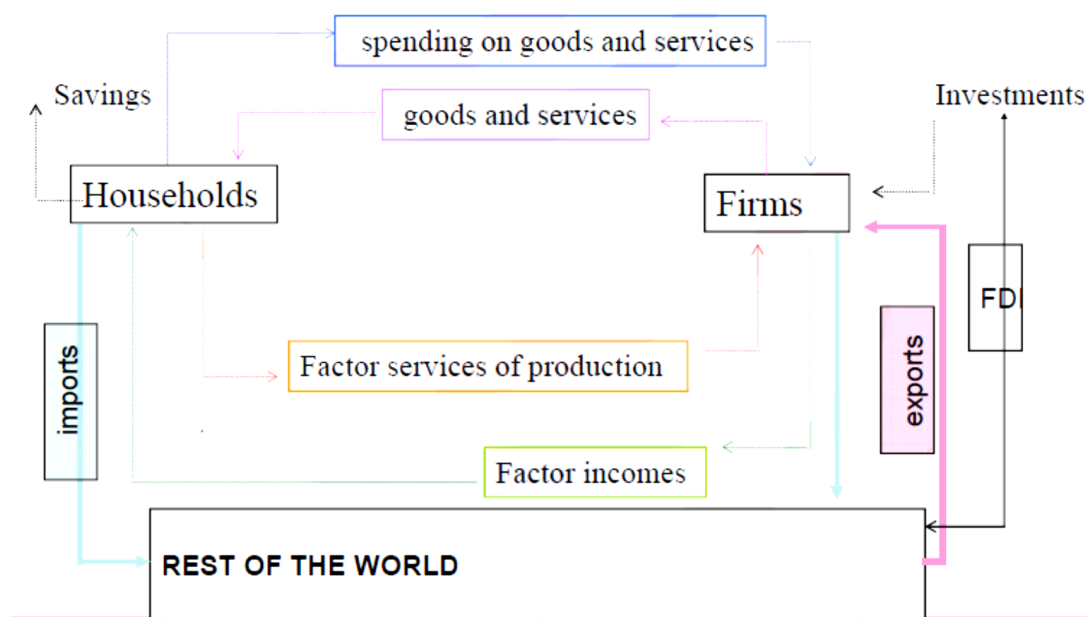 spending on goods and services
Savings
goods and services
Investments
Households
Firms
FDI
imports
exports
Factor services of production
Factor incomes
REST OF THE WORLD